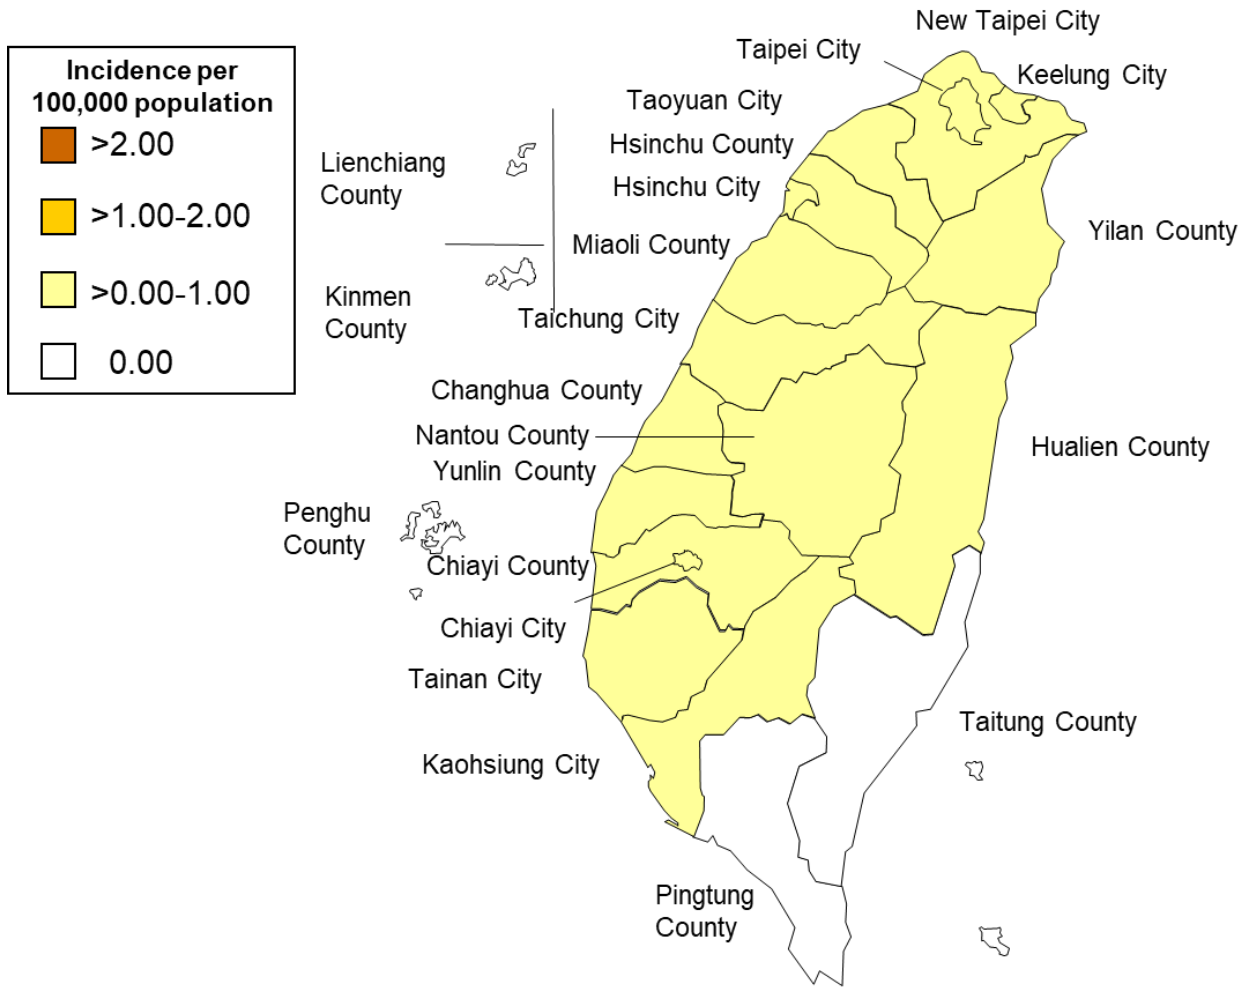 Incidence per
100,000 population
>2.00
>1.00-2.00
>0.00-1.00
0.00
New Taipei City
Taipei City
Keelung City
Taoyuan City
Hsinchu County
Lienchiang
County
Hsinchu City
Yilan County
Miaoli County
Kinmen
County
Taichung City
Changhua County
Nantou County
Hualien County
Yunlin County
Penghu
County
Chiayi County
Chiayi City
Tainan City
Taitung County
Kaohsiung City
Pingtung
County